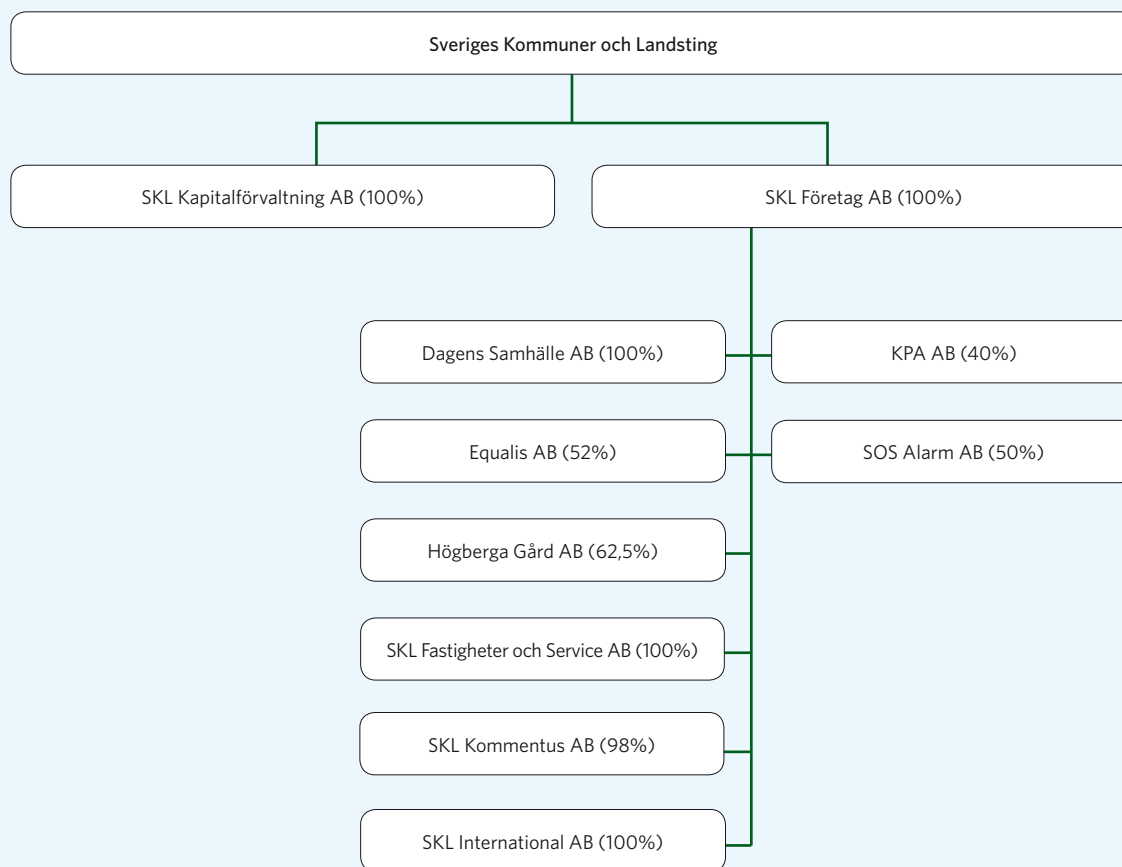 Sveriges Kommuner och Landsting
SKL Kapitalförvaltning AB (100%)
SKL Företag AB (100%)
Dagens Samhälle AB (100%)
KPA AB (40%)
Equalis AB (52%)
SOS Alarm AB (50%)
Högberga Gård AB (62,5%)
SKL Fastigheter och Service AB (100%)
SKL Kommentus AB (98%)
SKL International AB (100%)